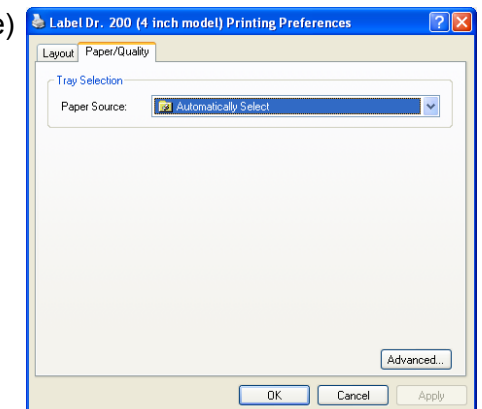 e)
Label Dr. 200 (4 inch model) Printing Preferences
Layout Paper/Quality
Tray Selection
Paper Source: Automatically Select
Advanced...
OK Cancel Apply